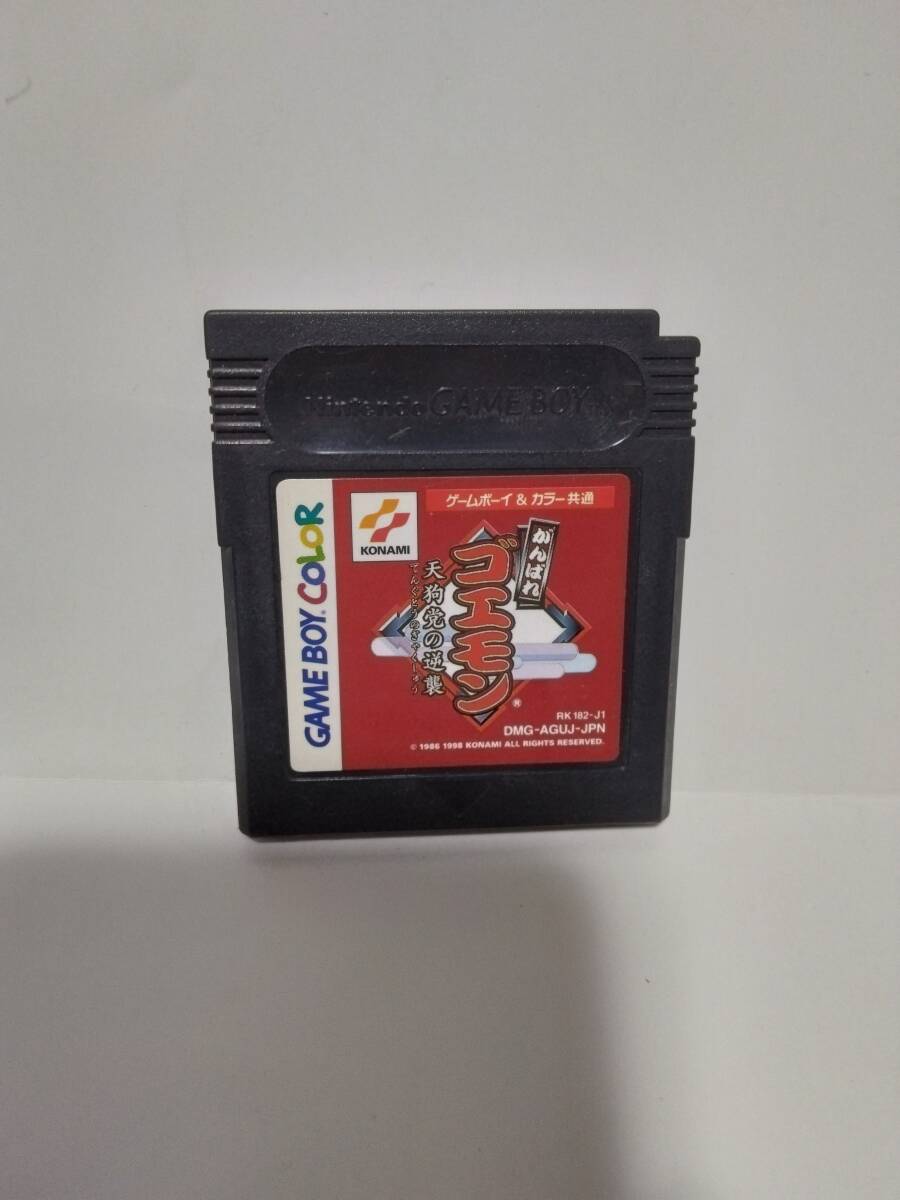 Nintendo GAME BOY TM
GAME BOY COLOR
KONAMI
ゲームボーイ & カラー共通
がんばれ
ゴエモン®
天狗党の逆襲
てんぐとうのぎゃくしゅう
RK182-J1
DMG-AGUJ-JPN
© 1986 1998 KONAMI ALL RIGHTS RESERVED.